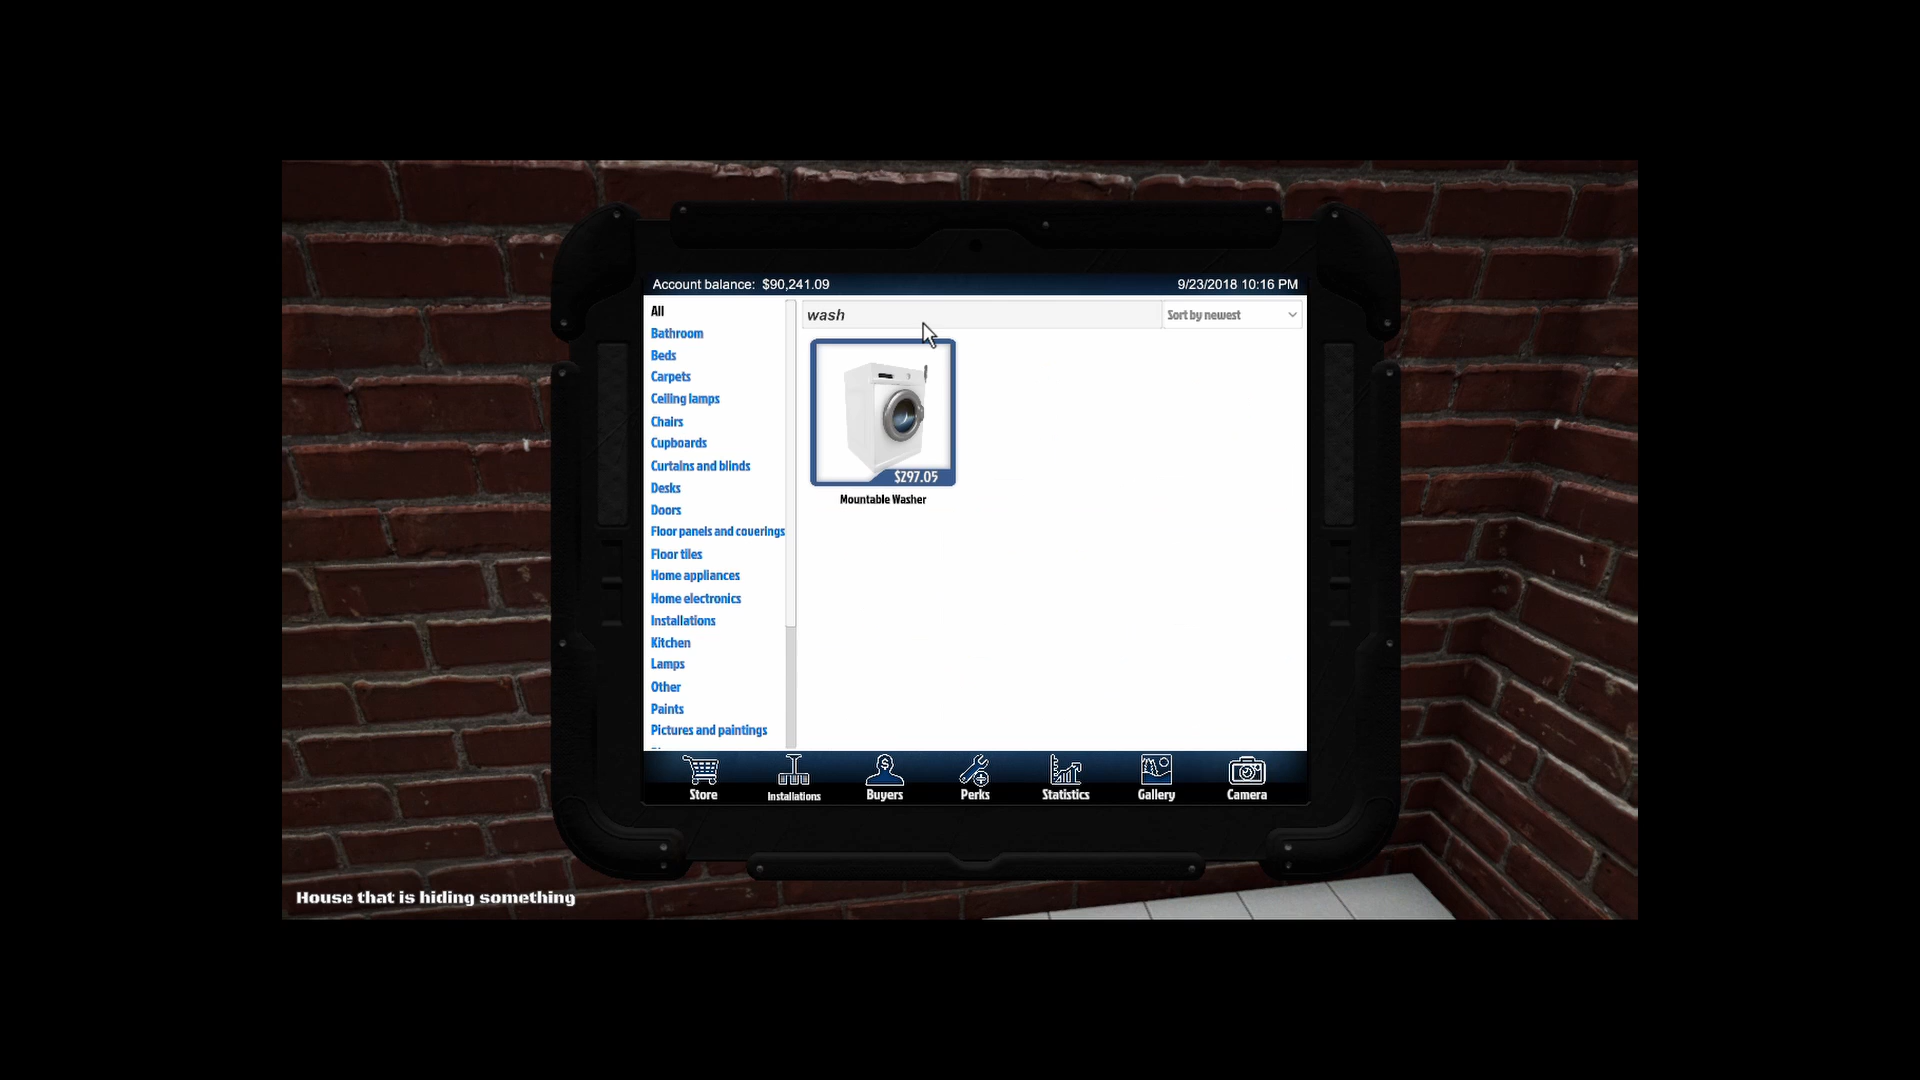 Account balance: $90,241.09
9/23/2018 10:16 PM
All
Bathroom
Beds
Carpets
Ceiling lamps
Chairs
Cupboards
Curtains and blinds
Desks
Doors
Floor panels and coverings
Floor tiles
Home appliances
Home electronics
Installations
Kitchen
Lamps
Other
Paints
Pictures and paintings
wash
Sort by newest
$297.05
Mountable Washer
Store
Installations
Buyers
Perks
Statistics
Gallery
Camera
House that is hiding something